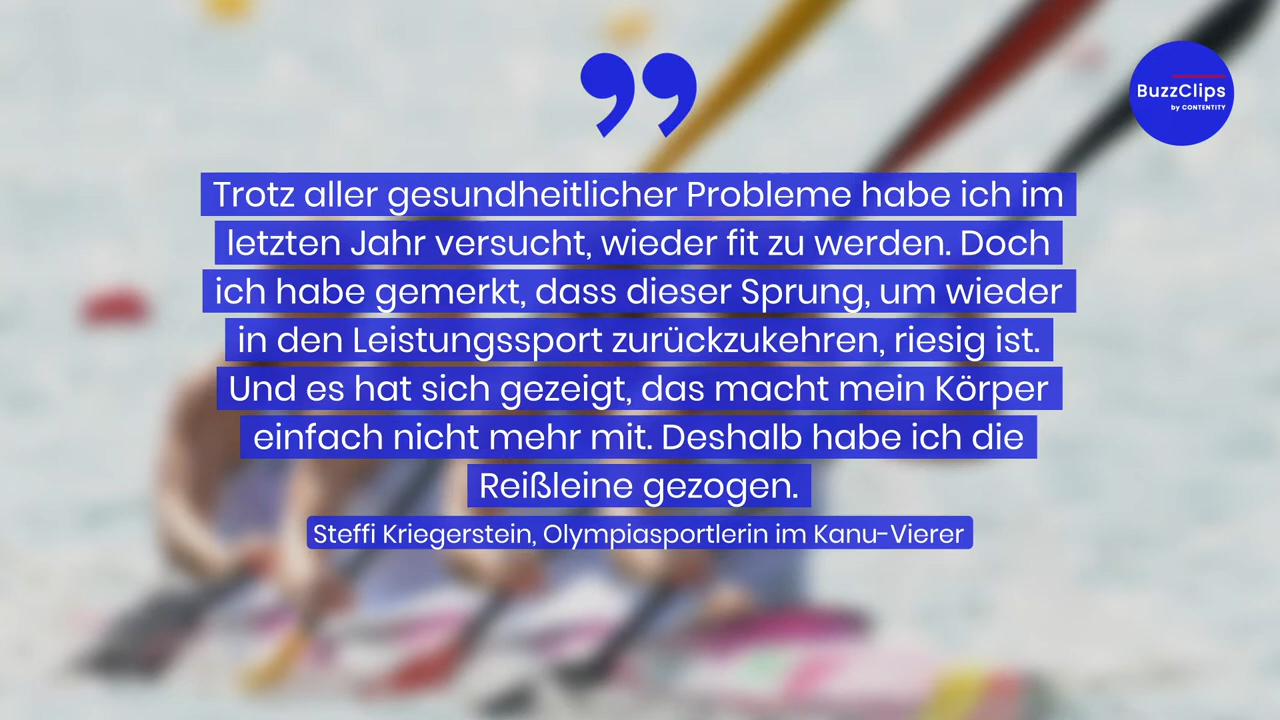 ”
BuzzClips
by CONTENTITY
Trotz aller gesundheitlicher Probleme habe ich im
letzten Jahr versucht, wieder fit zu werden. Doch
ich habe gemerkt, dass dieser Sprung, um wieder
in den Leistungssport zurückzukehren, riesig ist.
Und es hat sich gezeigt, das macht mein Körper
einfach nicht mehr mit. Deshalb habe ich die
Reißleine gezogen.
Steffi Kriegerstein, Olympiasportlerin im Kanu-Vierer